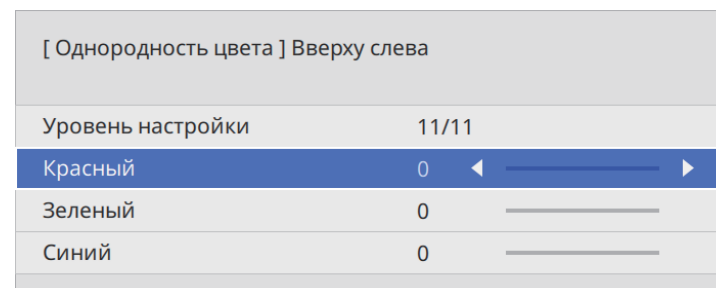 [ Однородность цвета ] Вверху слева
Уровень настройки 11/11
Красный 0
Зеленый 0
Синий 0